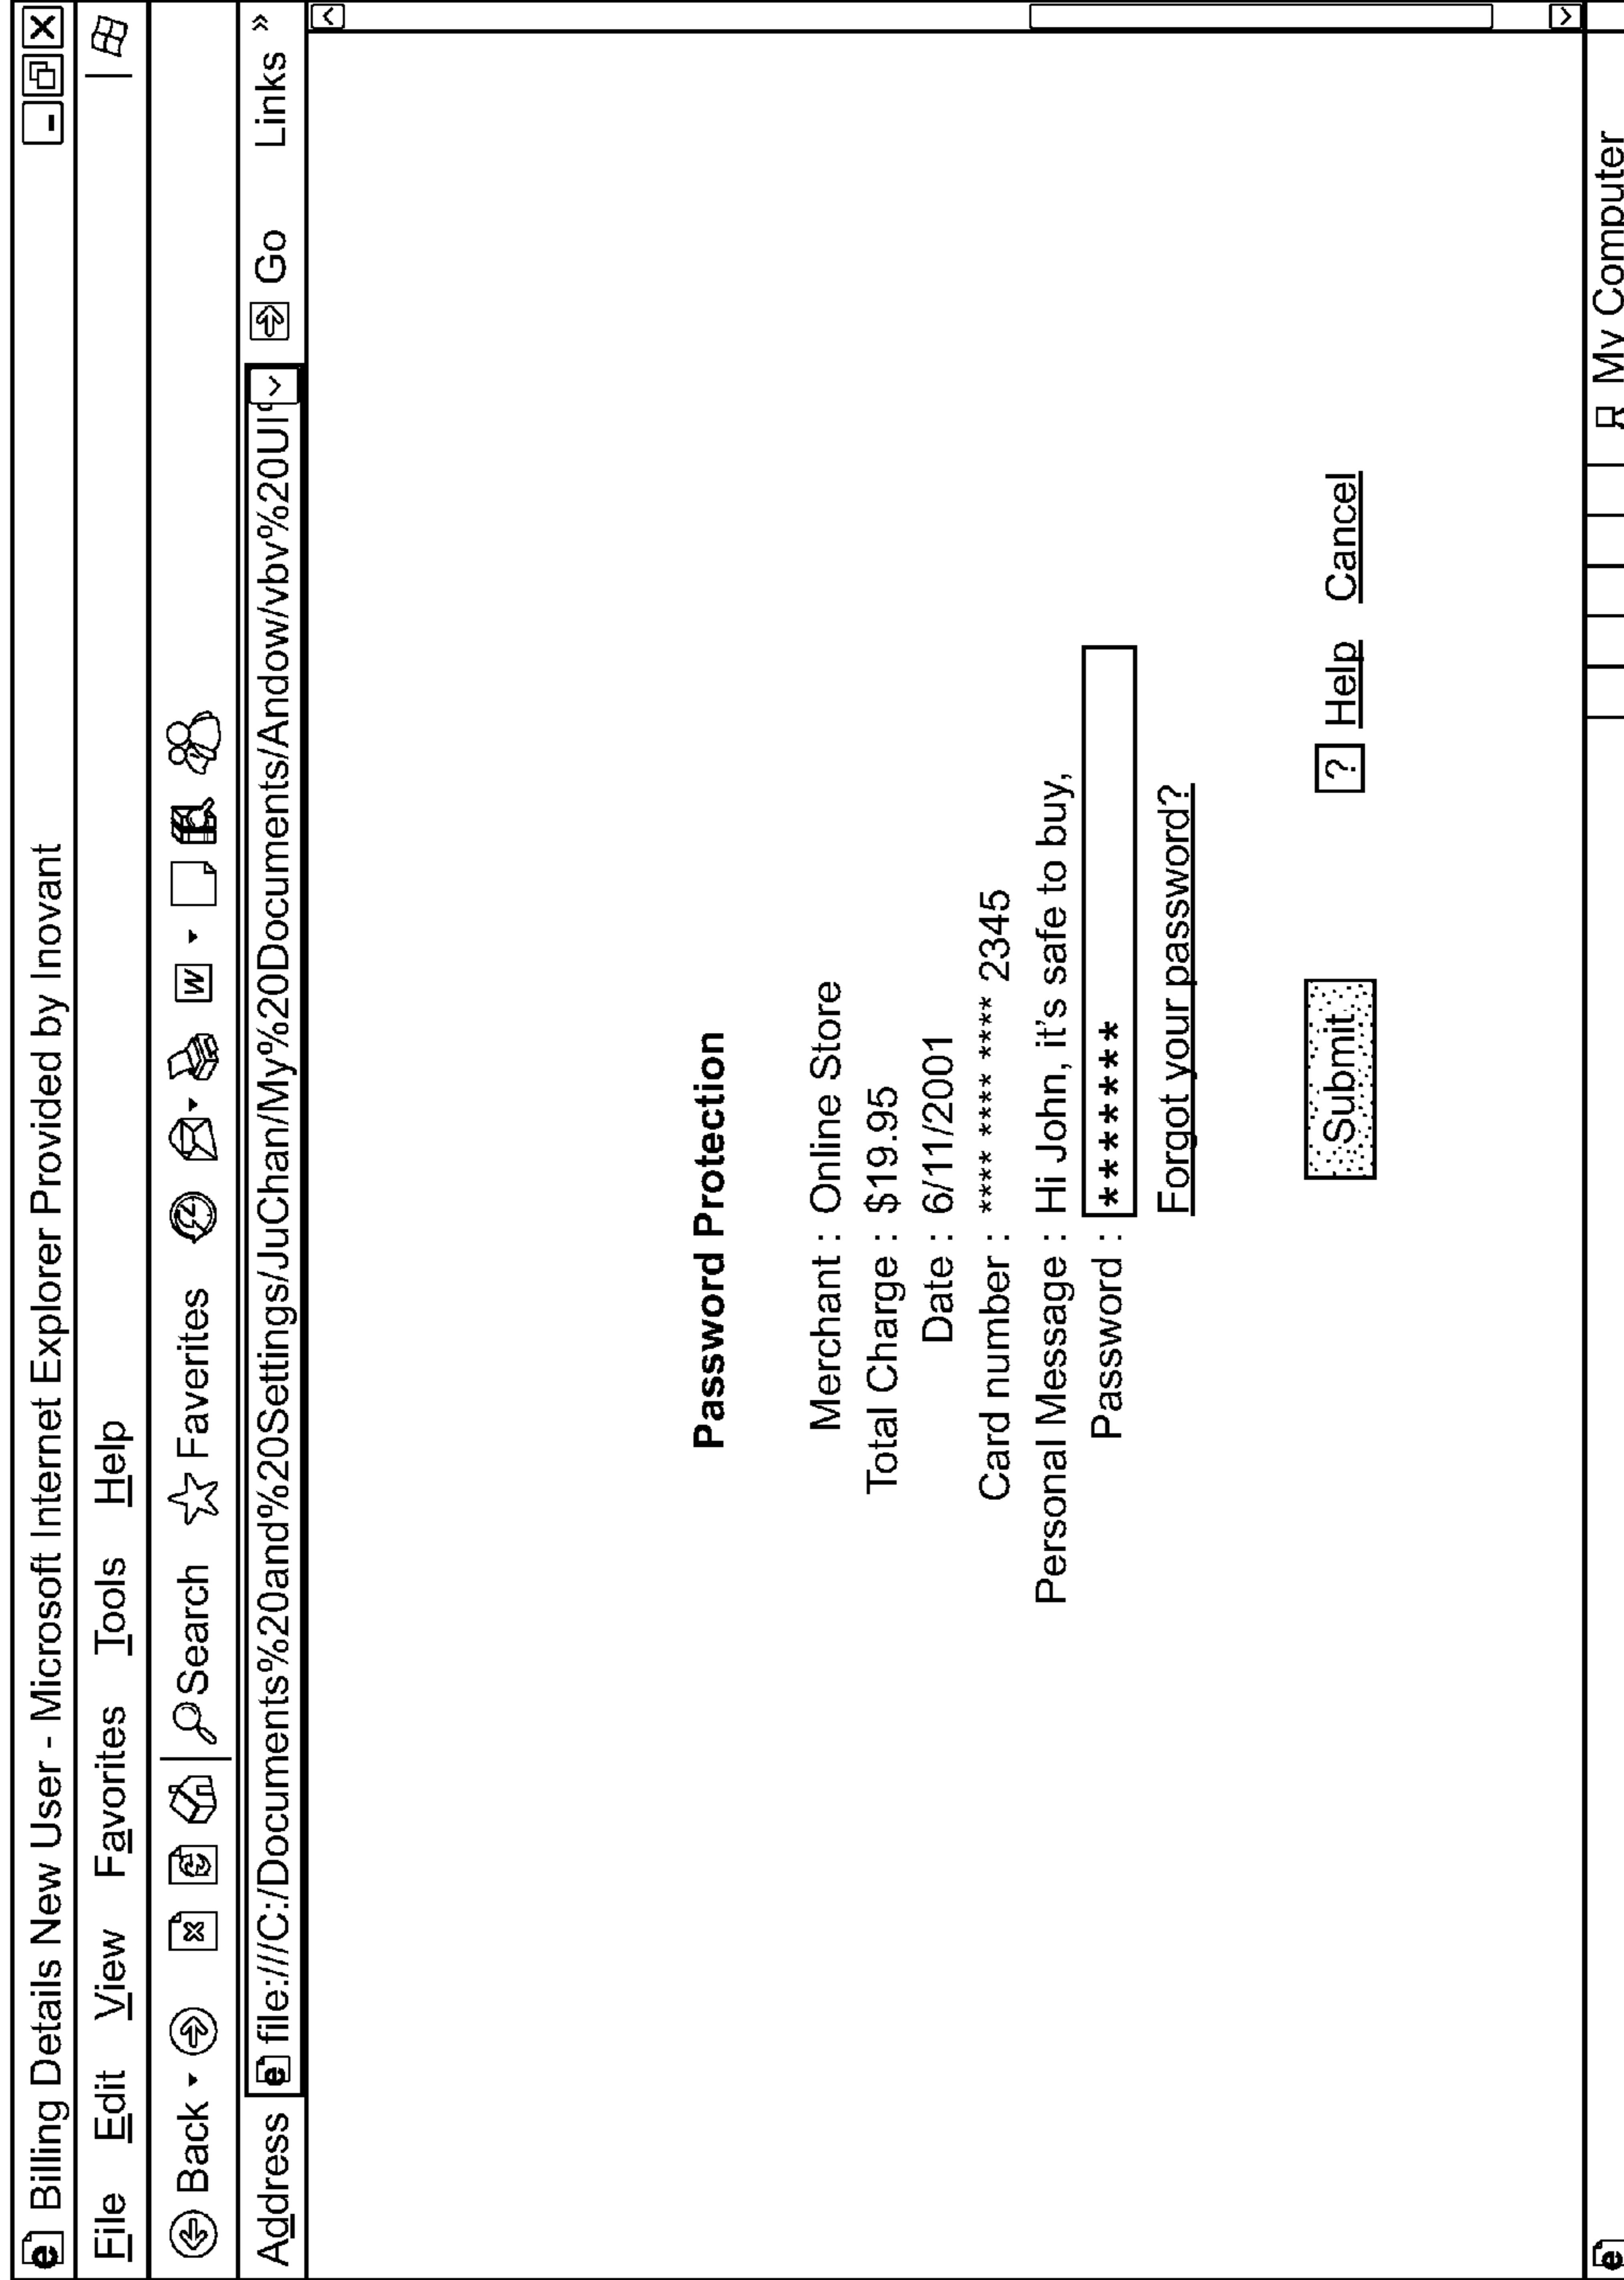 Billing Details New User - Microsoft Internet Explorer Provided by Inovant
File Edit View Favorites Tools Help
Back Search Faverites W
Address file:///C:/Documents%20and%20Settings/JuChan/My%20Documents/Andow/vbv%20UI Go Links »
Password Protection
Merchant : Online Store
Total Charge : $19.95
Date : 6/11/2001
Card number : **** **** **** 2345
Personal Message : Hi John, it's safe to buy,
Password : *******
Forgot your password?
Submit ? Help Cancel
My Computer